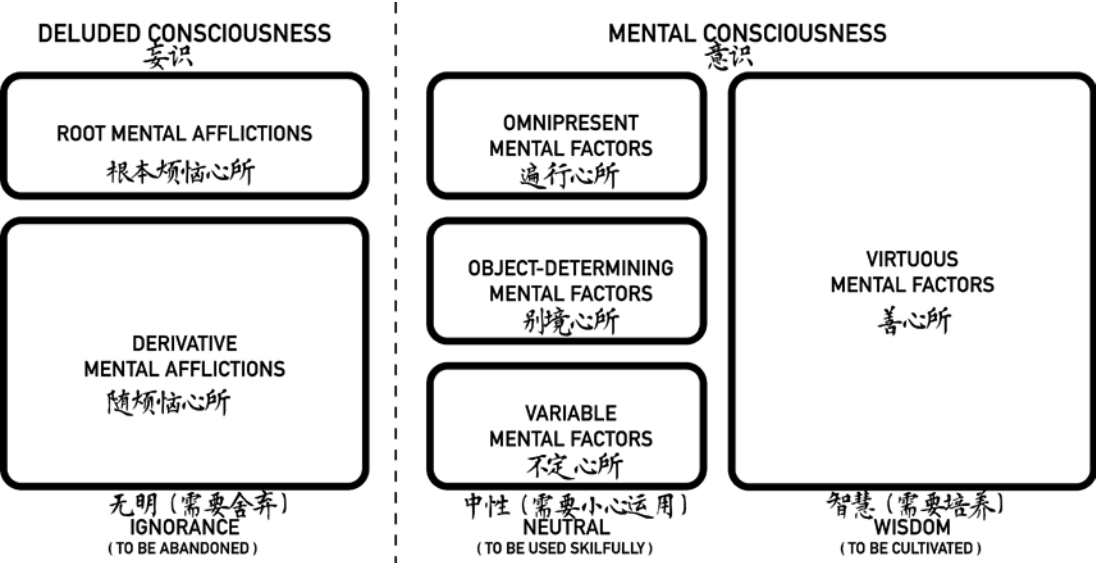 DELUDED CONSCIOUSNESS
妄识
ROOT MENTAL AFFLICTIONS
根本烦恼心所
DERIVATIVE
MENTAL AFFLICTIONS
随烦恼心所
无明（需要舍弃）
IGNORANCE
( TO BE ABANDONED )
MENTAL CONSCIOUSNESS
意识
OMNIPRESENT
MENTAL FACTORS
遍行心所
OBJECT-DETERMINING
MENTAL FACTORS
别境心所
VARIABLE
MENTAL FACTORS
不定心所
中性（需要小心运用）
NEUTRAL
( TO BE USED SKILFULLY )
VIRTUOUS
MENTAL FACTORS
善心所
智慧（需要培养）
WISDOM
( TO BE CULTIVATED )